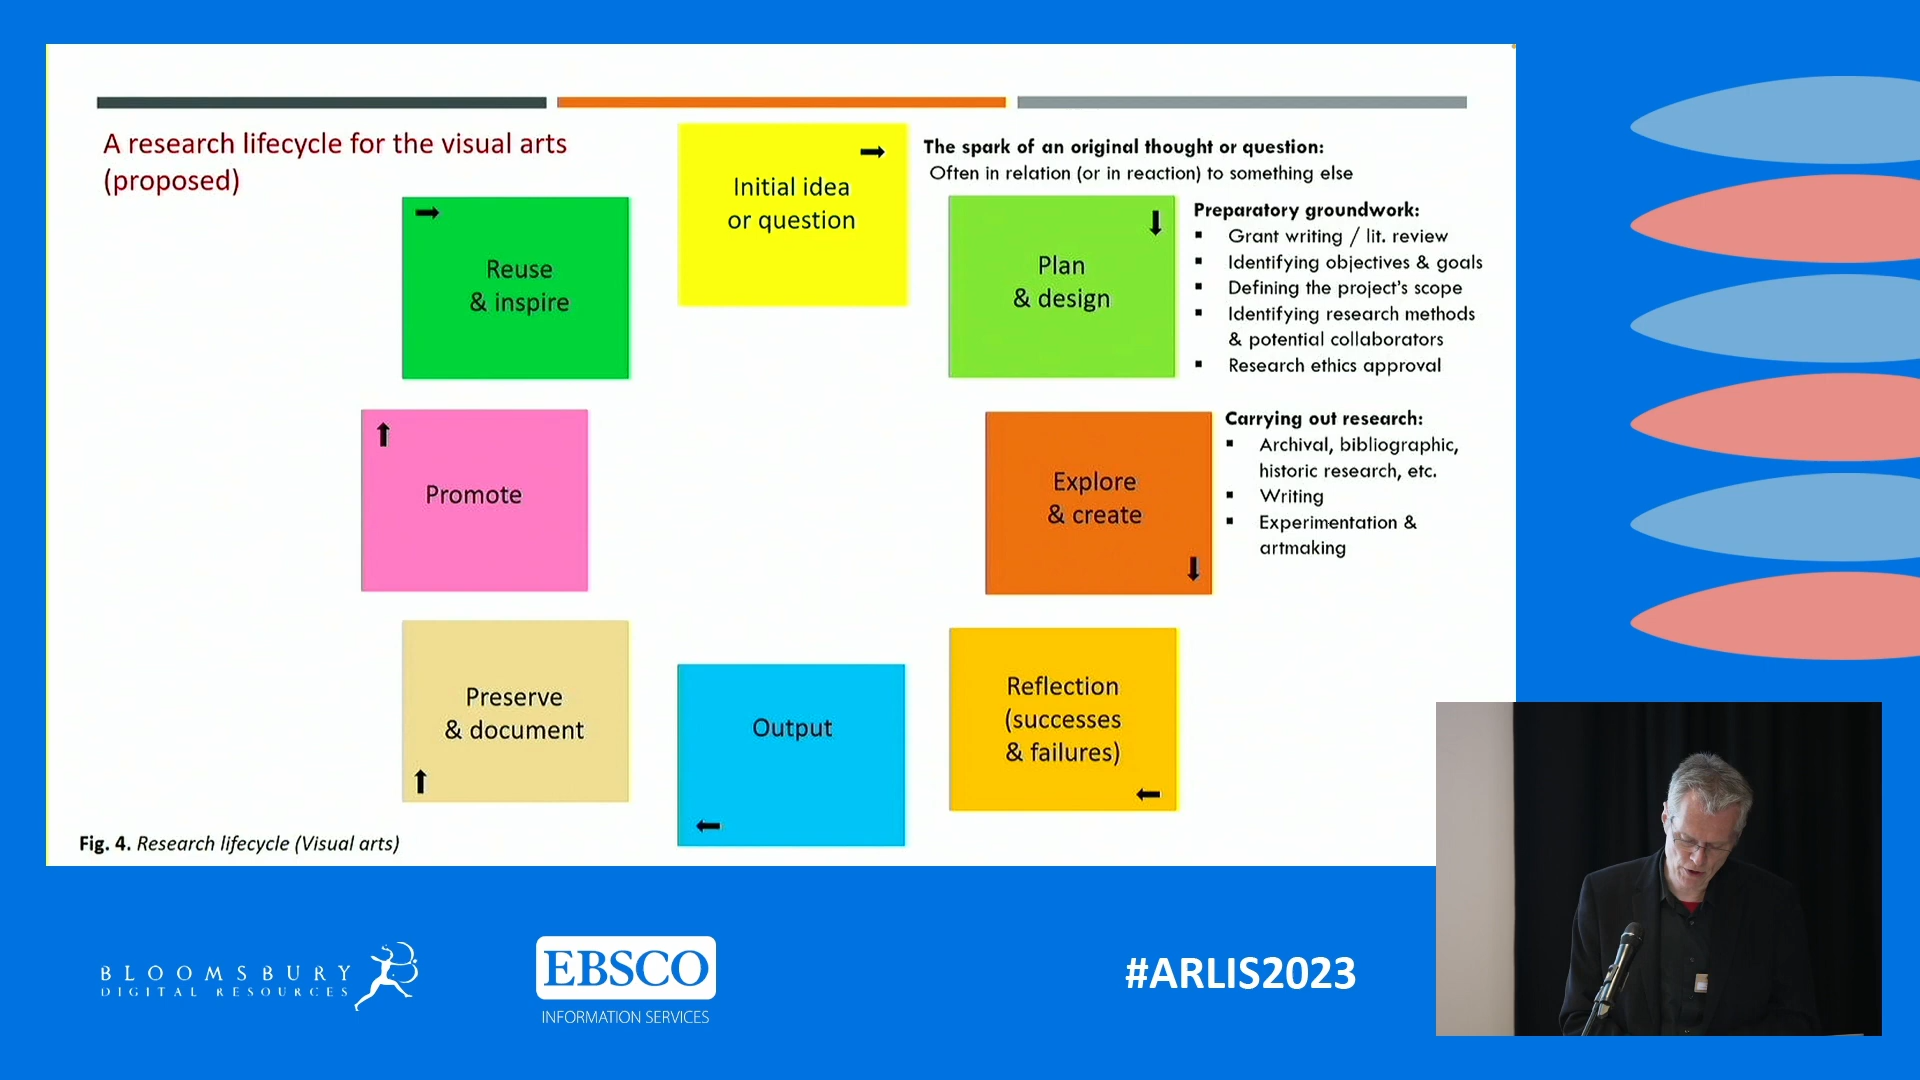 A research lifecycle for the visual arts
(proposed)
Initial idea
or question
The spark of an original thought or question:
Often in relation (or in reaction) to something else
Plan
& design
Preparatory groundwork:
▪ Grant writing / lit. review
▪ Identifying objectives & goals
▪ Defining the project's scope
▪ Identifying research methods
& potential collaborators
▪ Research ethics approval
Explore
& create
Carrying out research:
▪ Archival, bibliographic,
historic research, etc.
▪ Writing
▪ Experimentation &
artmaking
Reflection
(successes
& failures)
Output
Preserve
& document
Promote
Reuse
& inspire
Fig. 4. Research lifecycle (Visual arts)
BLOOMSBURY
DIGITAL RESOURCES
EBSCO
INFORMATION SERVICES
#ARLIS2023